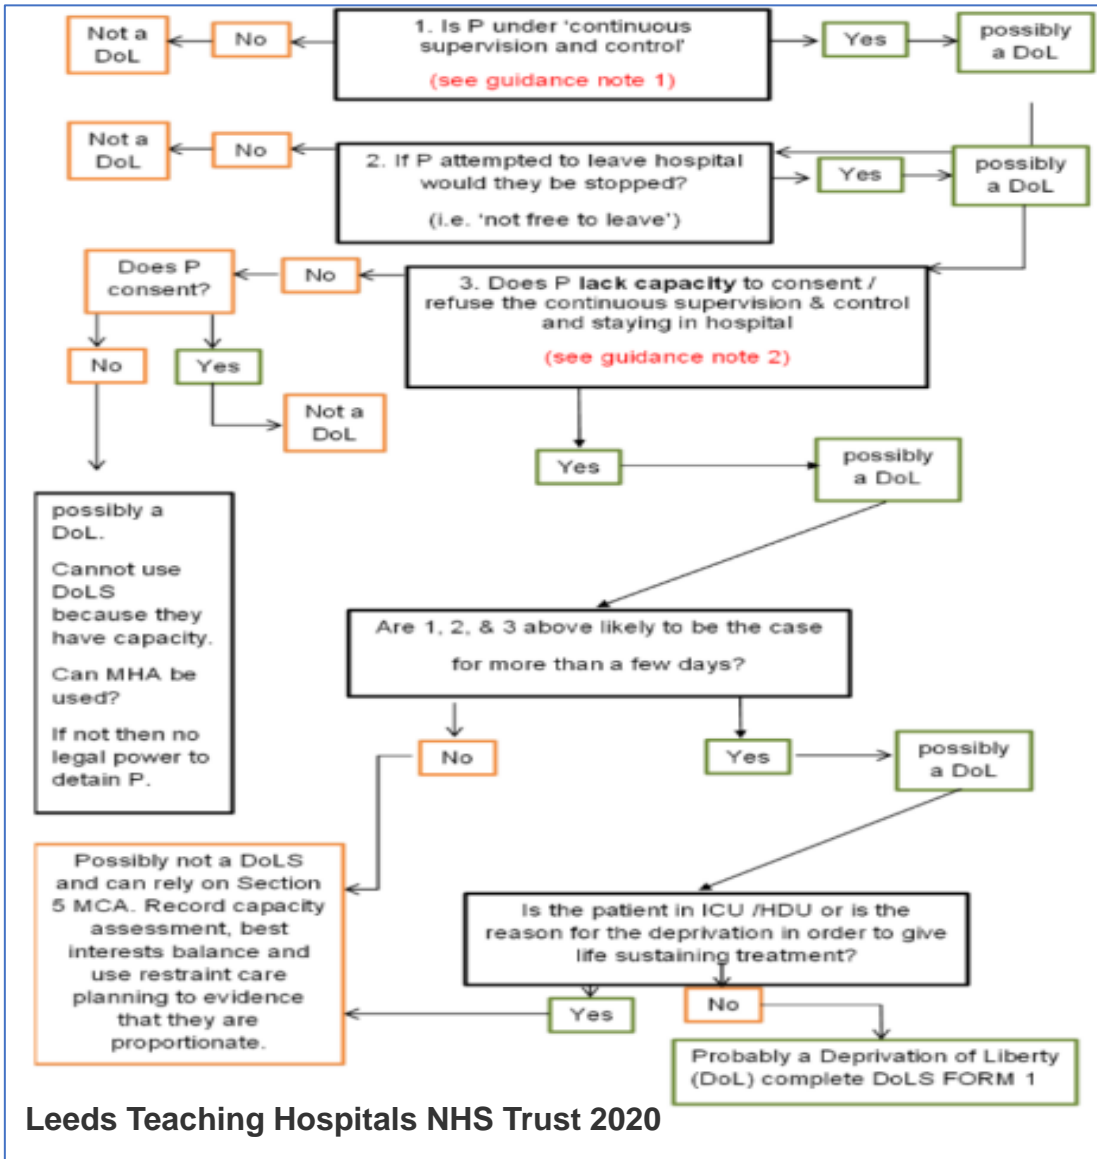 Not a
DoL
No
1. Is P under ‘continuous
supervision and control’
(see guidance note 1)
Yes
possibly
a DoL
Not a
DoL
No
2. If P attempted to leave hospital
would they be stopped?
(i.e. ‘not free to leave’)
Yes
possibly
a DoL
Does P
consent?
No
3. Does P lack capacity to consent /
refuse the continuous supervision & control
and staying in hospital
(see guidance note 2)
No
Yes
Not a
DoL
Yes
possibly
a DoL
possibly a
DoL.
Cannot use
DoLS
because they
have capacity.
Can MHA be
used?
If not then no
legal power to
detain P.
Are 1, 2, & 3 above likely to be the case
for more than a few days?
No
Yes
possibly
a DoL
Possibly not a DoLS
and can rely on Section
5 MCA. Record capacity
assessment, best
interests balance and
use restraint care
planning to evidence
that they are
proportionate.
Is the patient in ICU /HDU or is the
reason for the deprivation in order to give
life sustaining treatment?
Yes
No
Probably a Deprivation of Liberty
(DoL) complete DoLS FORM 1
Leeds Teaching Hospitals NHS Trust 2020